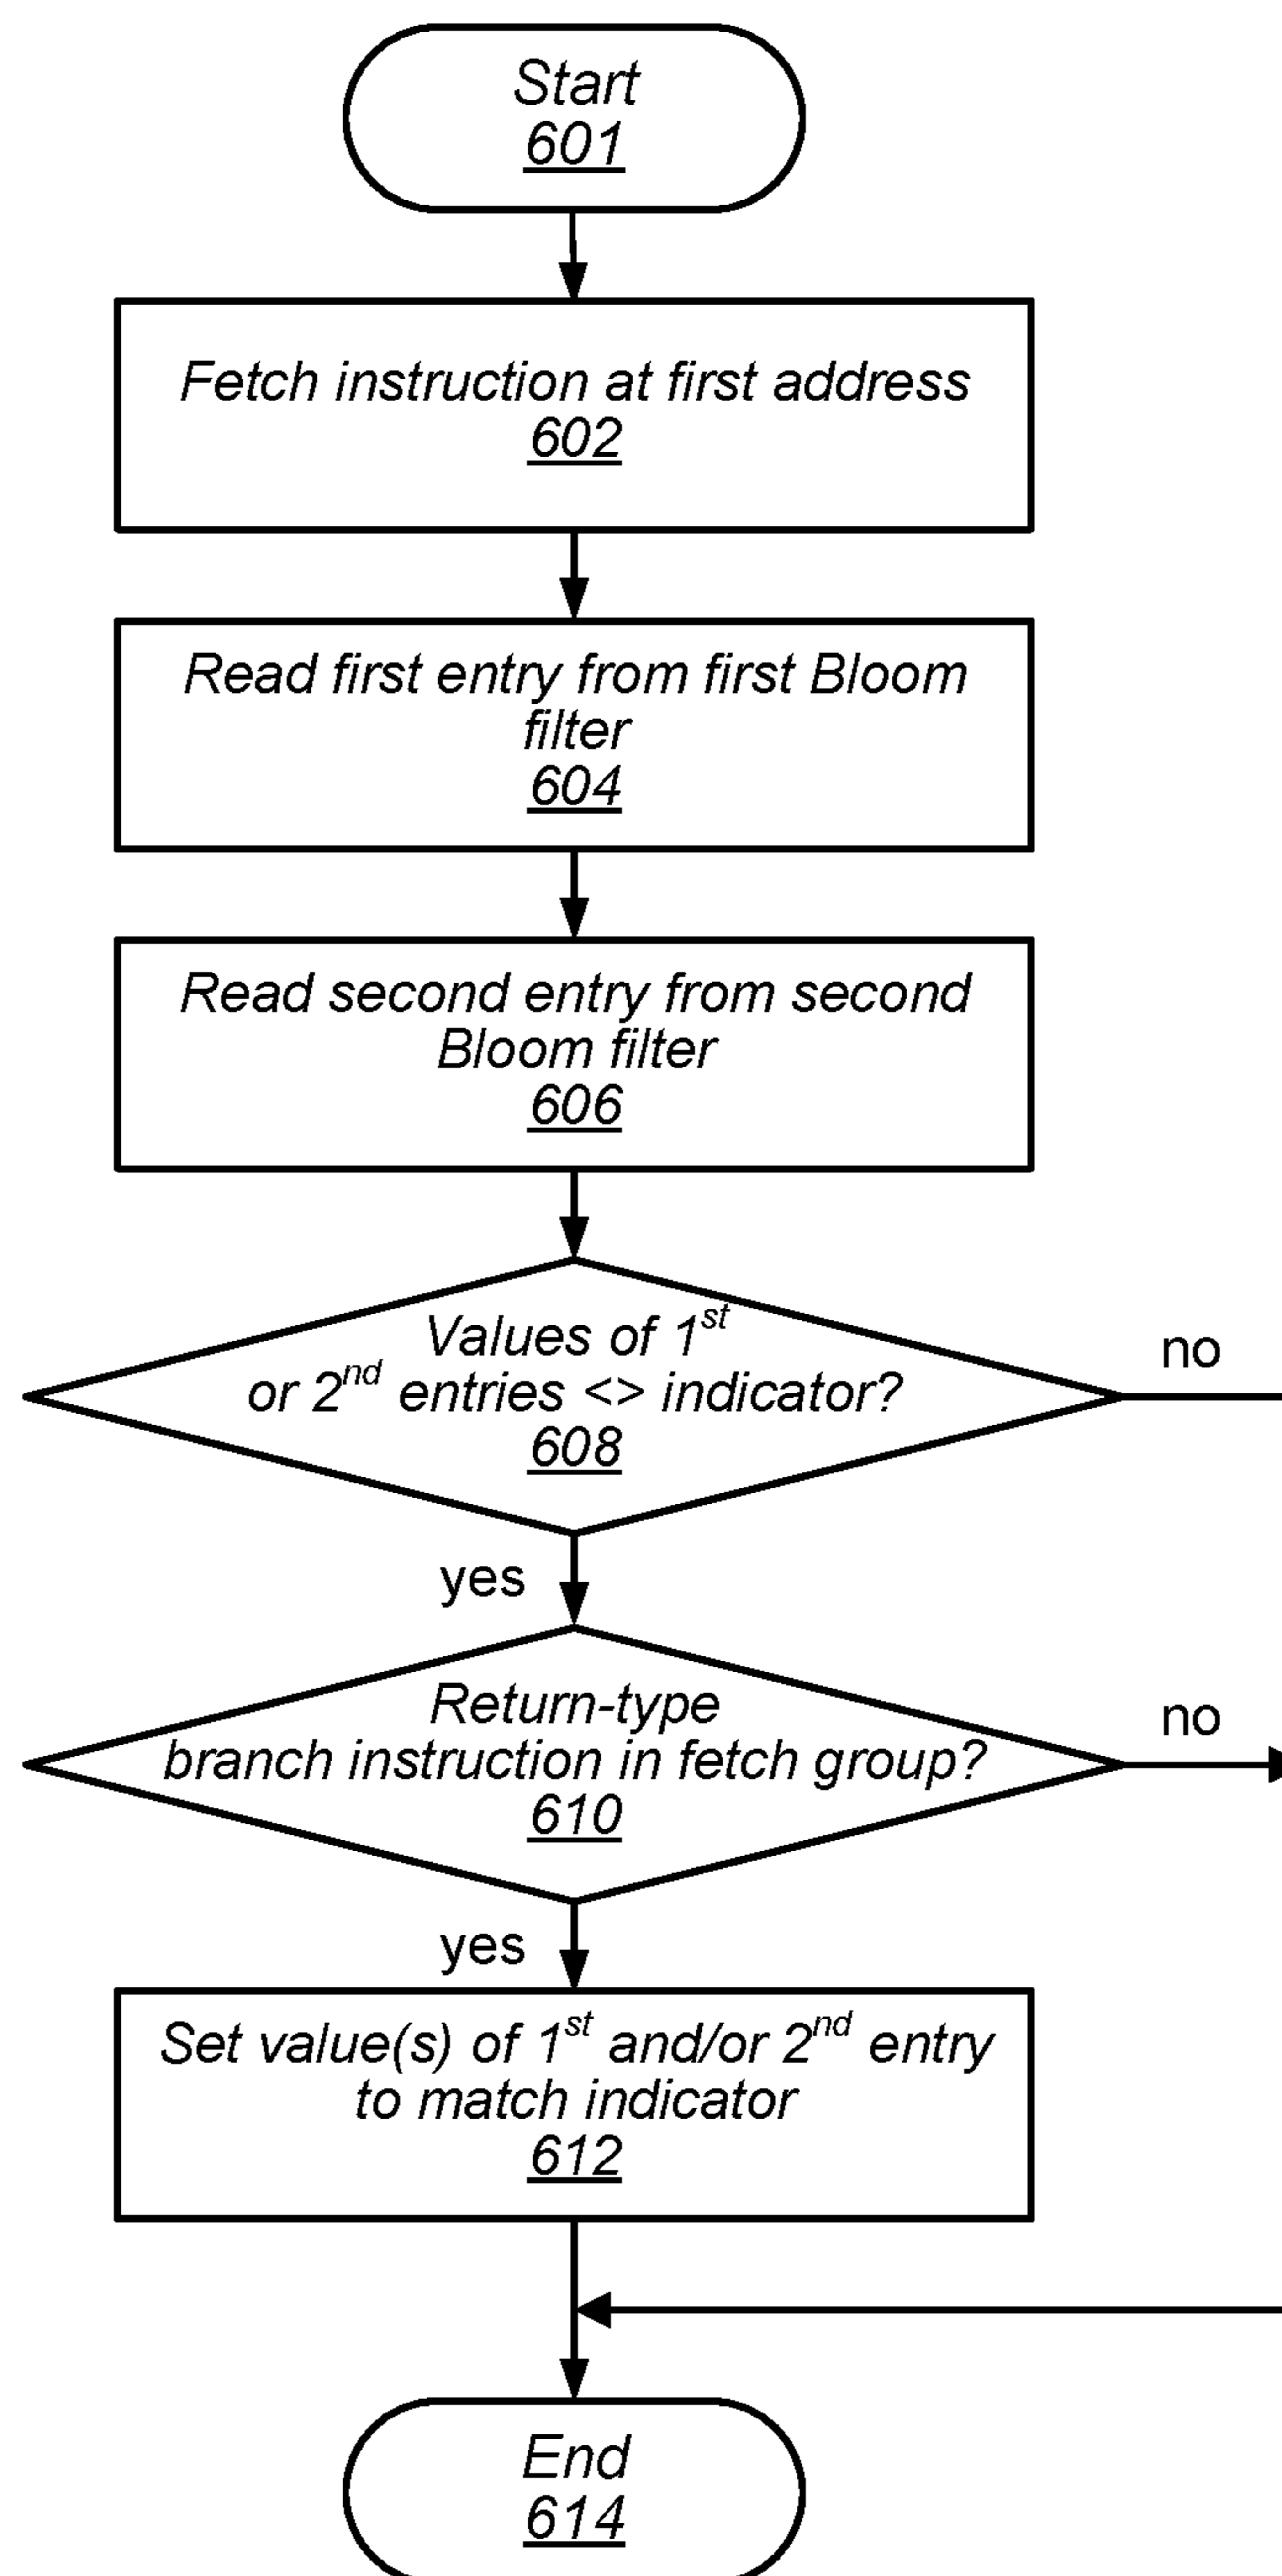 Start
601
Fetch instruction at first address
602
Read first entry from first Bloom
filter
604
Read second entry from second
Bloom filter
606
Values of 1st
or 2nd entries <> indicator?
608
no
yes
Return-type
branch instruction in fetch group?
610
no
yes
Set value(s) of 1st and/or 2nd entry
to match indicator
612
End
614